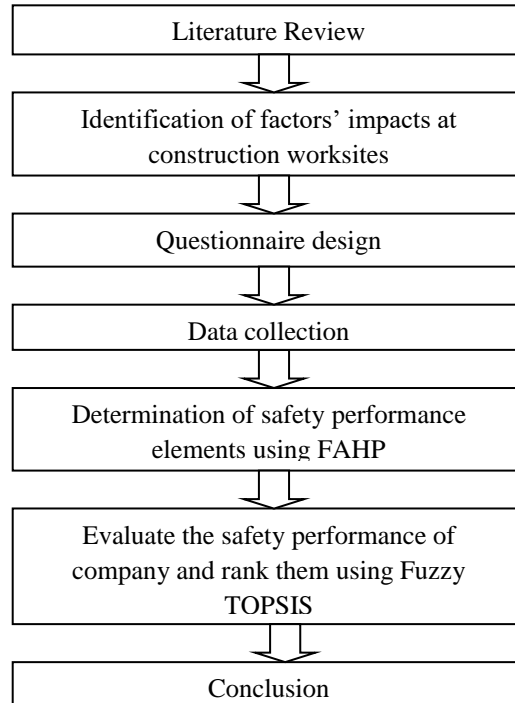 Literature Review
Identification of factors’ impacts at
construction worksites
Questionnaire design
Data collection
Determination of safety performance
elements using FAHP
Evaluate the safety performance of
company and rank them using Fuzzy
TOPSIS
Conclusion